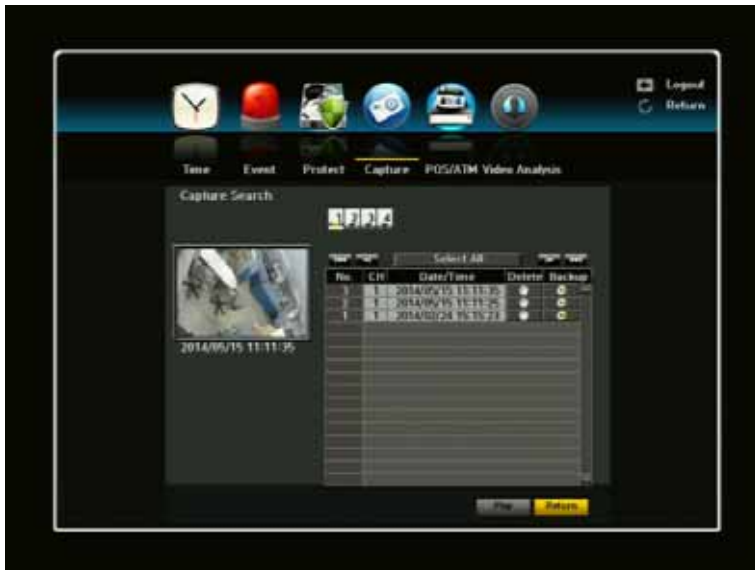 Logout
Return
Time Event Protect Capture POS/ATM Video Analysis
Capture Search
1 2 3 4
Select All
No. CH Date/Time Delete Backup
3 1 2014/05/15 11:11:35
2 1 2014/05/15 11:11:35
1 1 2014/02/24 15:15:23
2014/05/15 11:11:35
Play Return